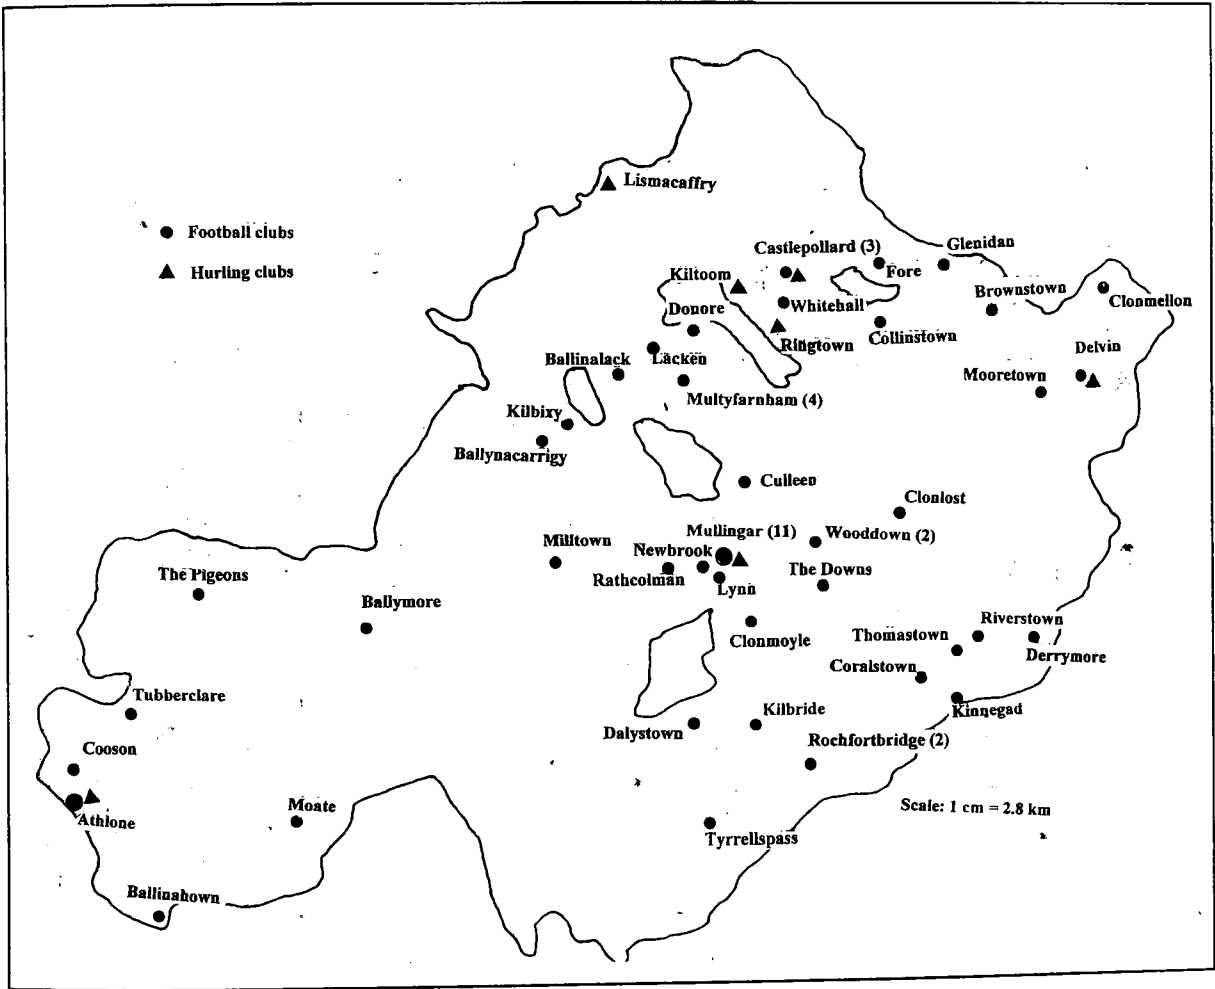 Lismacaffry
Football clubs
Hurling clubs
Castlepollard (3)
Glenidan
Kiltoom
Fore
Brownstown
Clonmellon
Donore
Whitehall
Ringtown
Collinstown
Delvin
Ballinalack
Lacken
Mooretown
Multyfarnham (4)
Kilbixy
Ballynacarrigy
Culleen
Clonlost
Mullingar (11)
Wooddown (2)
Milltown
Newbrook
The Downs
Rathcolman
Lynn
The Pigeons
Ballymore
Clonmoyle
Thomastown
Riverstown
Derrymore
Coralstown
Tubberclare
Kinnegad
Dalystown
Kilbride
Rochfortbridge (2)
Cooson
Moate
Scale: 1 cm = 2.8 km
Athlone
Tyrrellspass
Ballinahown